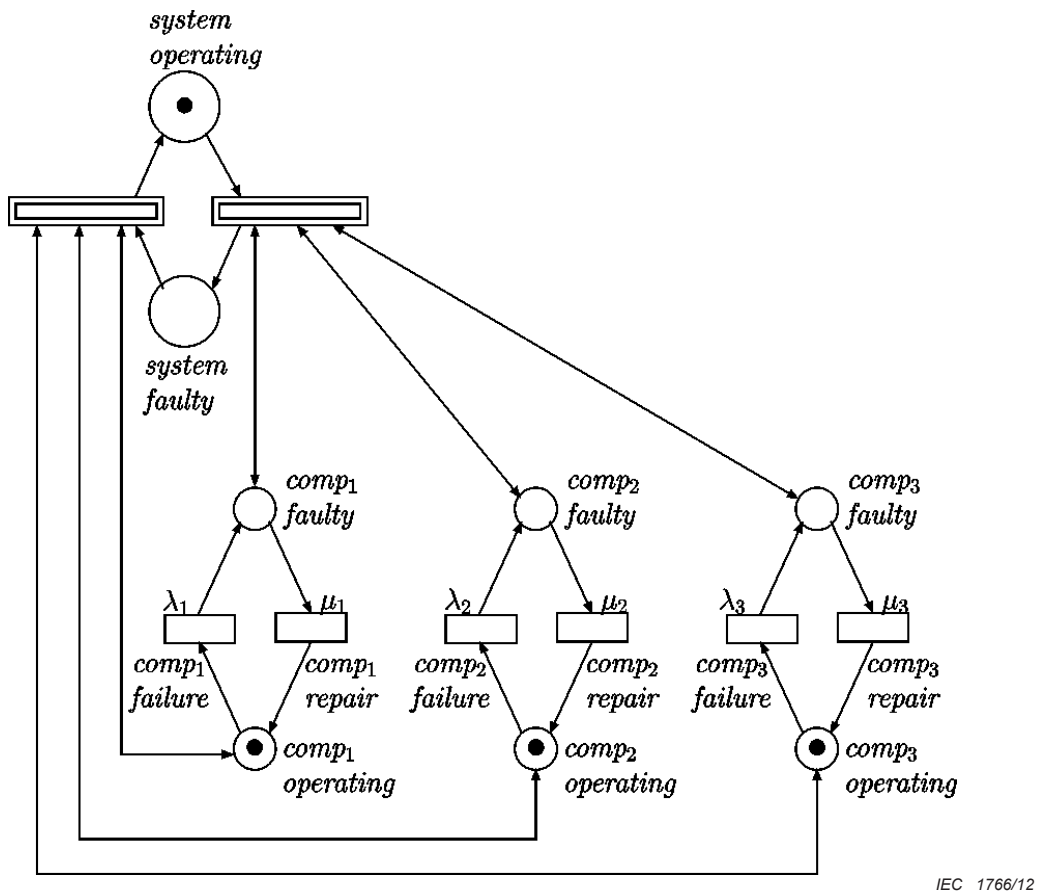 system
operating
system
faulty
comp₁
faulty
comp₂
faulty
comp₃
faulty
λ₁
μ₁
λ₂
μ₂
λ₃
μ₃
comp₁
failure
comp₁
repair
comp₂
failure
comp₂
repair
comp₃
failure
comp₃
repair
comp₁
operating
comp₂
operating
comp₃
operating
IEC 1766/12